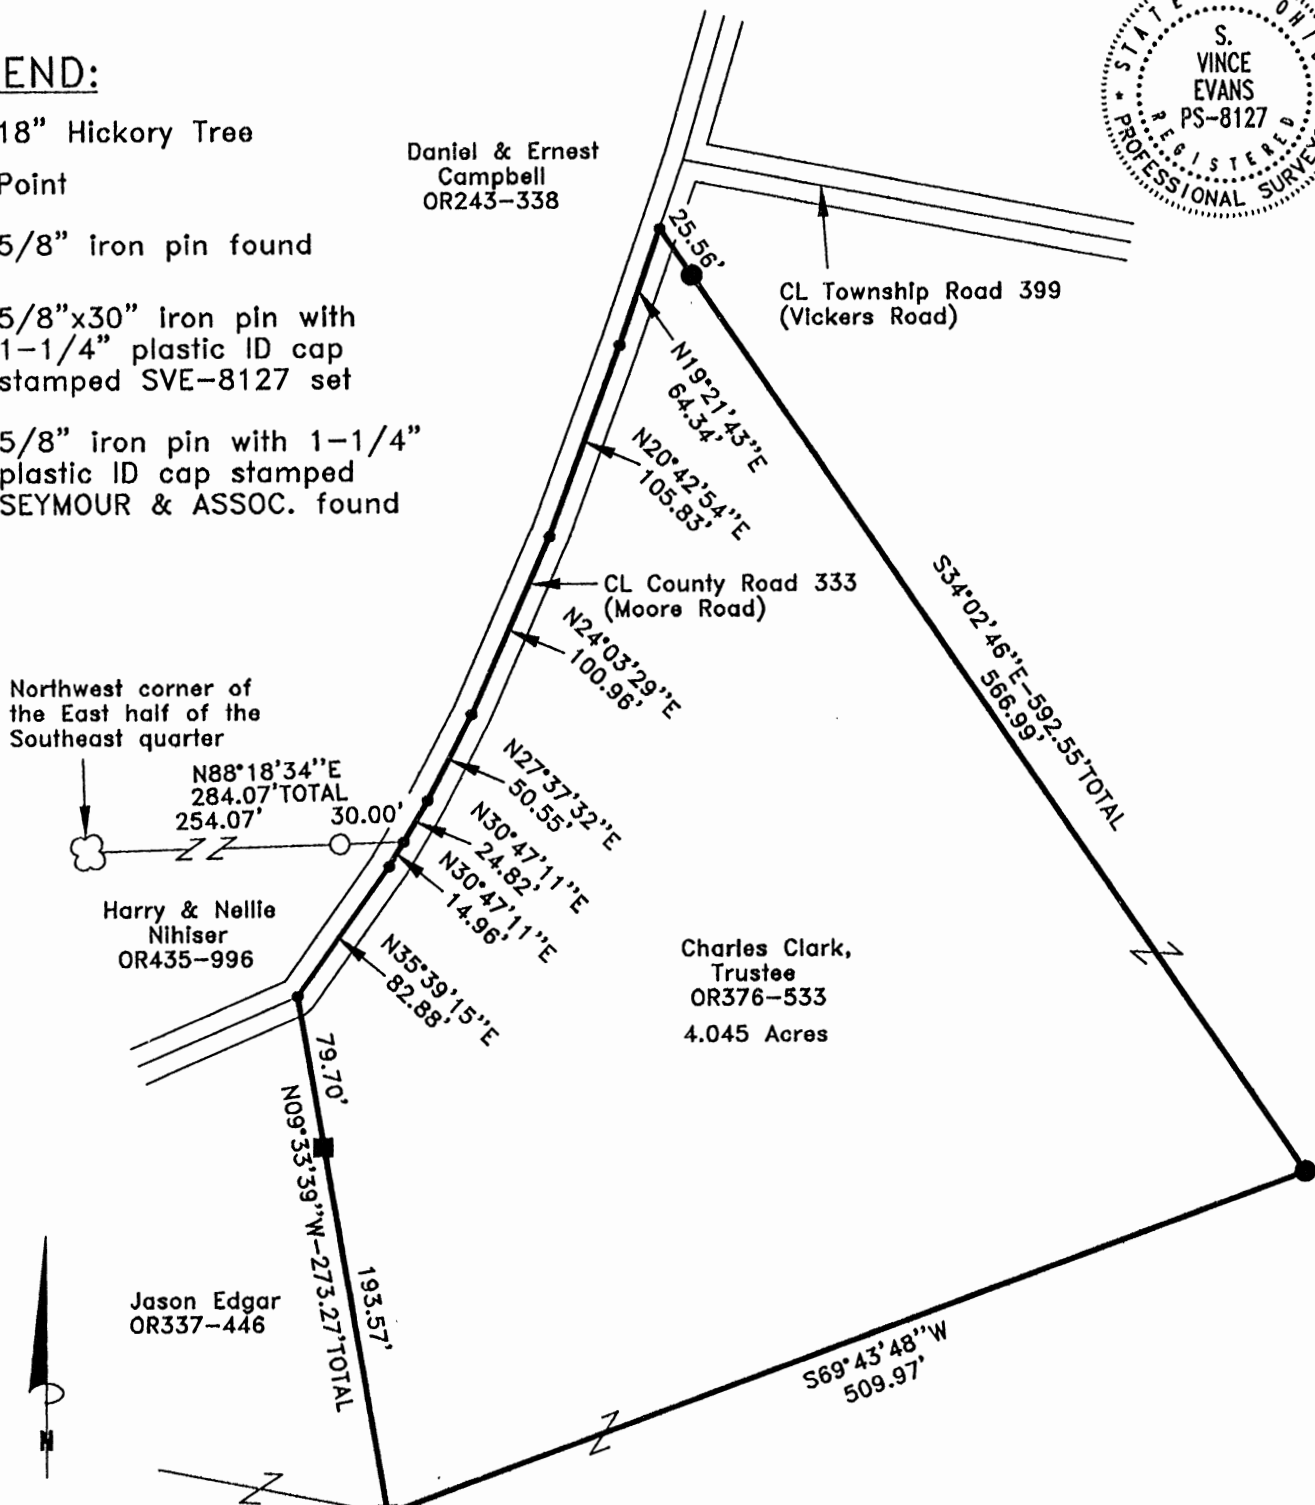 END:
18" Hickory Tree
Point
5/8" iron pin found
5/8"x30" iron pin with
1-1/4" plastic ID cap
stamped SVE-8127 set
5/8" iron pin with 1-1/4"
plastic ID cap stamped
SEYMOUR & ASSOC. found
Daniel & Ernest
Campbell
OR243-338
STATE
OHIO
S.
VINCE
EVANS
PS-8127
REGISTERED
PROFESSIONAL SURVEY
25.56'
CL Township Road 399
(Vickers Road)
N19°21'43"E
64.34'
N20°42'54"E
105.83'
CL County Road 333
(Moore Road)
N24°03'29"E
100.96'
S34°02'46"E-592.55'TOTAL
566.99'
Northwest corner of
the East half of the
Southeast quarter
N88°18'34"E
284.07'TOTAL
254.07'
30.00'
N27°37'32"E
50.55'
N30°47'11"E
24.82'
N30°47'11"E
14.96'
N35°39'15"E
82.88'
Harry & Nellie
Nihiser
OR435-996
Charles Clark,
Trustee
OR376-533
4.045 Acres
79.70'
N09°33'39"W-273.27'TOTAL
193.57'
Jason Edgar
OR337-446
S69°43'48"W
509.97'
N